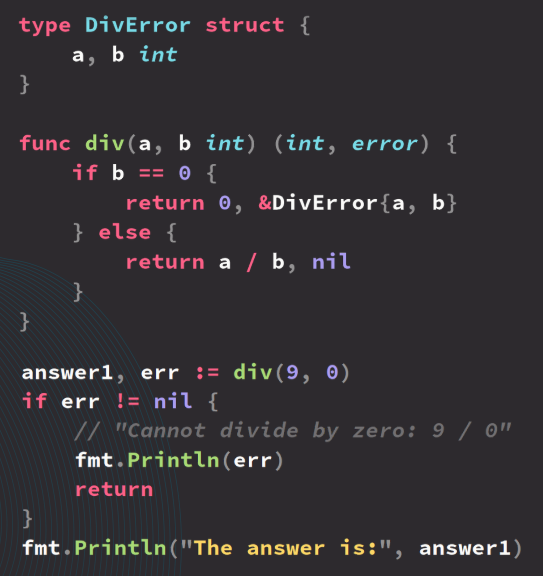 type DivError struct {
    a, b int
}

func div(a, b int) (int, error) {
    if b == 0 {
        return 0, &DivError{a, b}
    } else {
        return a / b, nil
    }
}

answer1, err := div(9, 0)
if err != nil {
    // "Cannot divide by zero: 9 / 0"
    fmt.Println(err)
    return
}
fmt.Println("The answer is:", answer1)